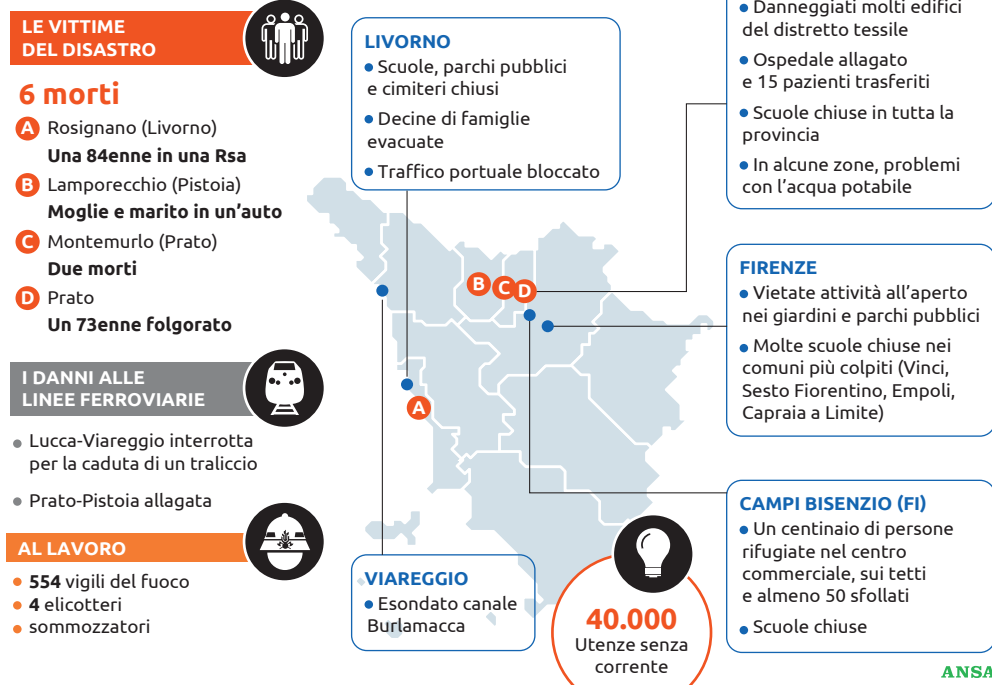 LE VITTIME
DEL DISASTRO
6 morti
A Rosignano (Livorno)
Una 84enne in una Rsa
B Lamporecchio (Pistoia)
Moglie e marito in un'auto
C Montemurlo (Prato)
Due morti
D Prato
Un 73enne folgorato
I DANNI ALLE
LINEE FERROVIARIE
• Lucca-Viareggio interrotta
per la caduta di un traliccio
• Prato-Pistoia allagata
AL LAVORO
• 554 vigili del fuoco
• 4 elicotteri
• sommozzatori
LIVORNO
• Scuole, parchi pubblici
e cimiteri chiusi
• Decine di famiglie
evacuate
• Traffico portuale bloccato
B
C
D
A
VIAREGGIO
• Esondato canale
Burlamacca
40.000
Utenze senza
corrente
• Danneggiati molti edifici
del distretto tessile
• Ospedale allagato
e 15 pazienti trasferiti
• Scuole chiuse in tutta la
provincia
• In alcune zone, problemi
con l'acqua potabile
FIRENZE
• Vietate attività all'aperto
nei giardini e parchi pubblici
• Molte scuole chiuse nei
comuni più colpiti (Vinci,
Sesto Fiorentino, Empoli,
Capraia a Limite)
CAMPI BISENZIO (FI)
• Un centinaio di persone
rifugiate nel centro
commerciale, sui tetti
e almeno 50 sfollati
• Scuole chiuse
ANSA